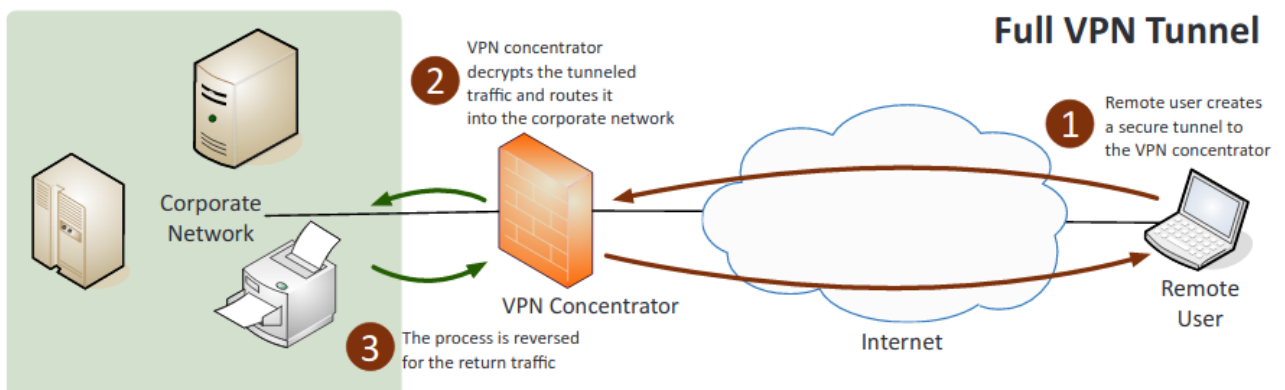 Full VPN Tunnel
1
Remote user creates
a secure tunnel to
the VPN concentrator
2
VPN concentrator
decrypts the tunneled
traffic and routes it
into the corporate network
Corporate
Network
VPN Concentrator
Internet
Remote
User
3
The process is reversed
for the return traffic